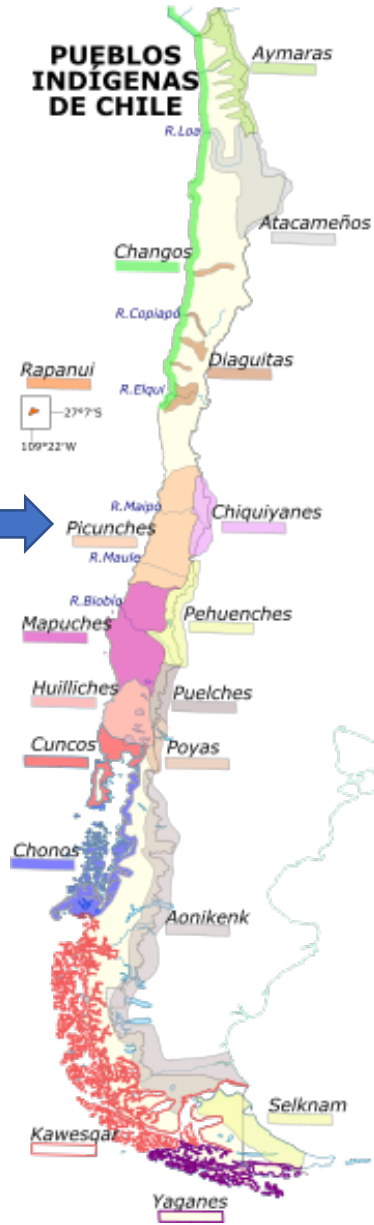 PUEBLOS
INDÍGENAS
DE CHILE
Aymaras
R.Loa
Atacameños
Changos
R.Copiapó
Diaguitas
Rapanui
R.Elqui
27°7'S
109°22'W
R.Maipo
Chiquiyanes
Picunches
R.Maule
R.Biobío
Pehuenches
Mapuches
Huilliches
Puelches
Cuncos
Poyas
Chonos
Aonikenk
Selknam
Kawesqar
Yaganes